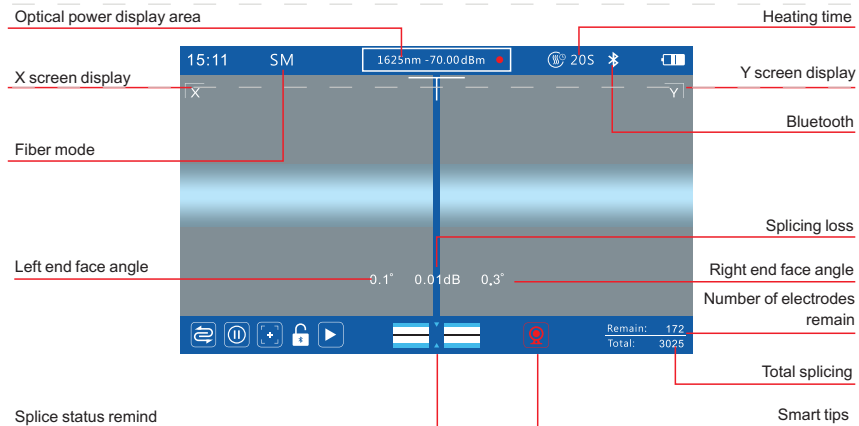 Optical power display area
Heating time
15:11
SM
1625nm -70.00dBm
20S
X screen display
Y screen display
X
Y
Bluetooth
Fiber mode
Splicing loss
Left end face angle
0.1° 0.01dB 0.3°
Right end face angle
Number of electrodes
remain
Remain: 172
Total: 3025
Total splicing
Splice status remind
Smart tips